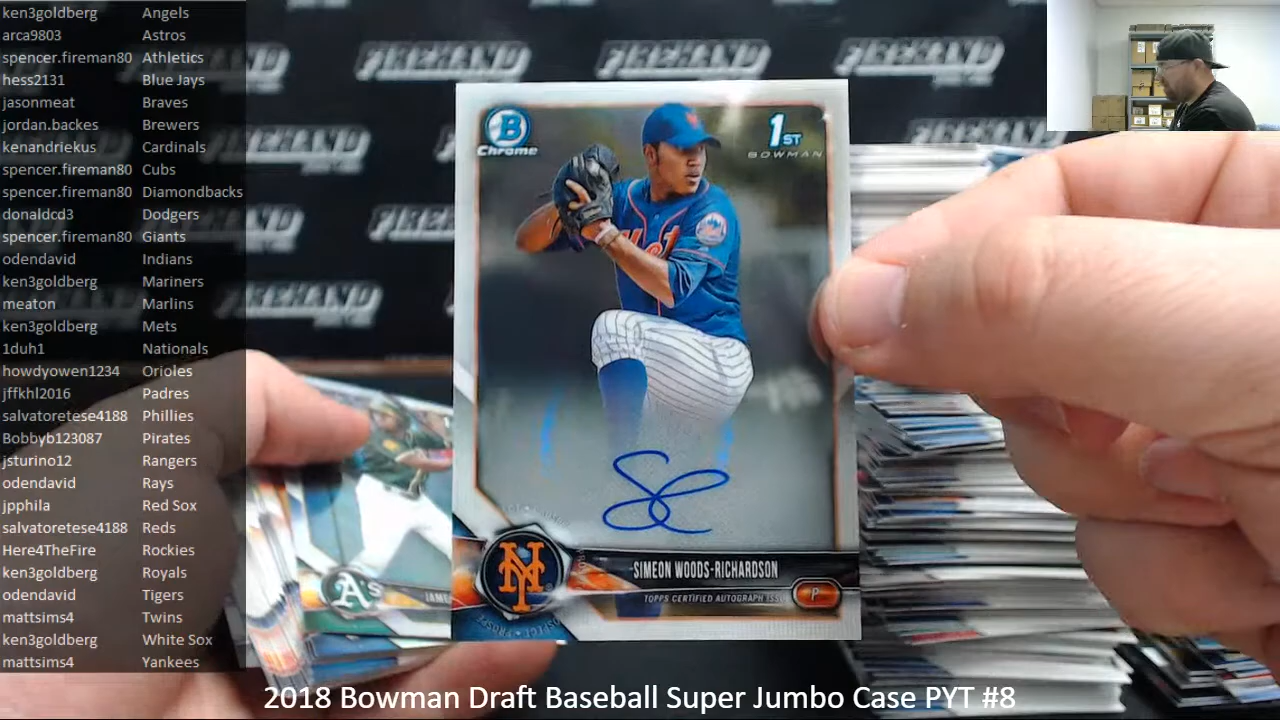 ken3goldberg Angels
arca9803 Astros
spencer.fireman80 Athletics
hess2131 Blue Jays
jasonmeat Braves
jordan.backes Brewers
kenandriekus Cardinals
spencer.fireman80 Cubs
spencer.fireman80 Diamondbacks
donaldcd3 Dodgers
spencer.fireman80 Giants
odendavid Indians
ken3goldberg Mariners
meaton Marlins
ken3goldberg Mets
1duh1 Nationals
howdyowen1234 Orioles
jffkhl2016 Padres
salvatoretese4188 Phillies
Bobbyb123087 Pirates
jsturino12 Rangers
odendavid Rays
jpphila Red Sox
salvatoretese4188 Reds
Here4TheFire Rockies
ken3goldberg Royals
odendavid Tigers
mattsims4 Twins
ken3goldberg White Sox
mattsims4 Yankees
FIREHAND FIREHAND FIREHAND
B
Chrome
1ST
BOWMAN
NY
SIMEON WOODS-RICHARDSON
TOPPS CERTIFIED AUTOGRAPH ISSUE
P
A's
JAME
2018 Bowman Draft Baseball Super Jumbo Case PYT #8